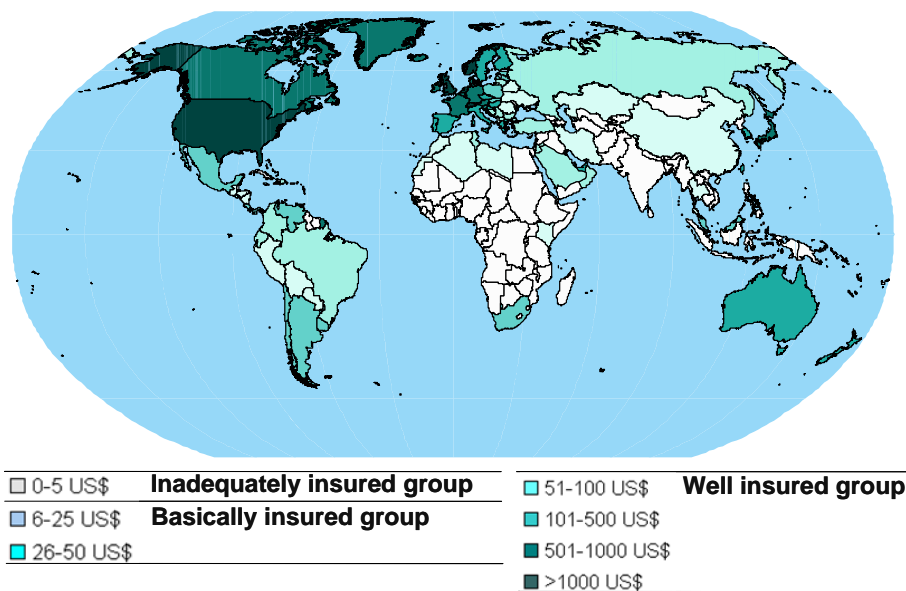 0-5 US$ Inadequately insured group
6-25 US$ Basically insured group
26-50 US$
51-100 US$ Well insured group
101-500 US$
501-1000 US$
>1000 US$